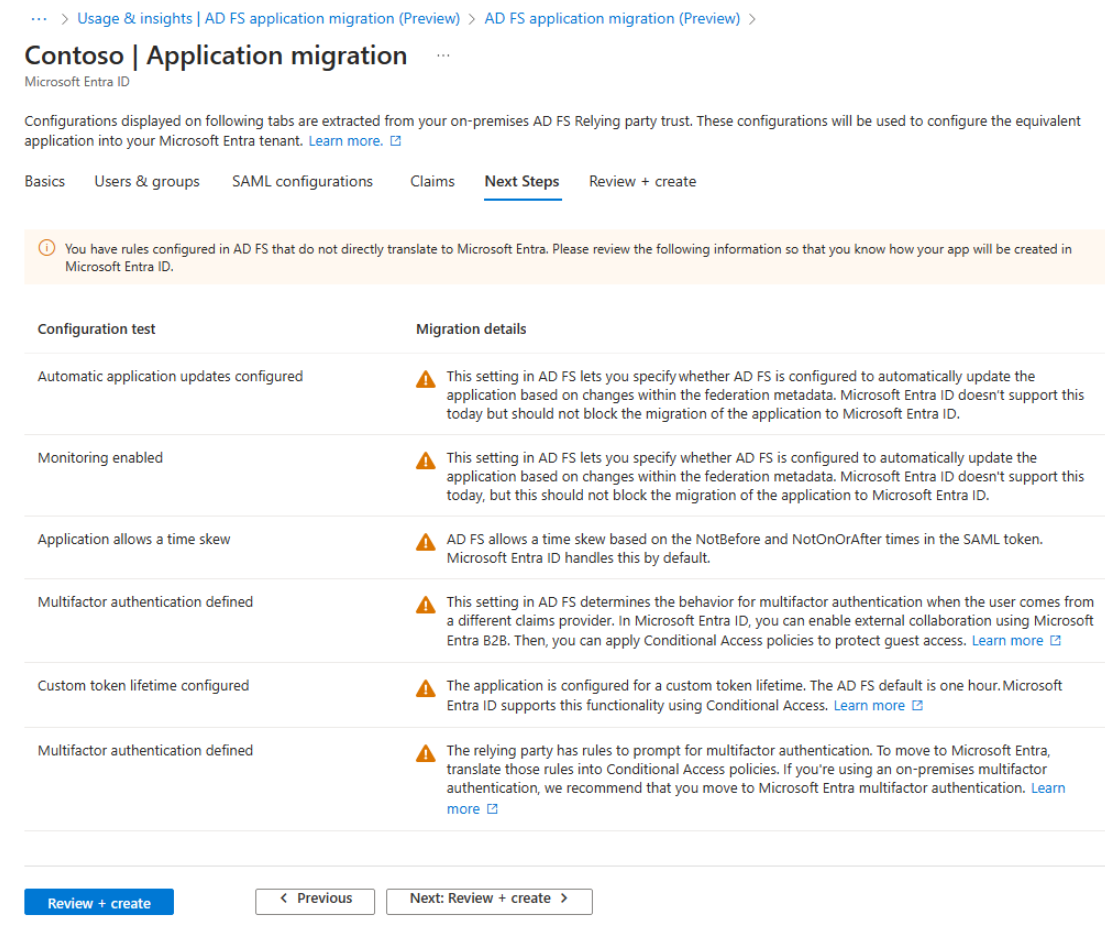 ··· > Usage & insights | AD FS application migration (Preview) > AD FS application migration (Preview) >
Contoso | Application migration ···
Microsoft Entra ID
Configurations displayed on following tabs are extracted from your on-premises AD FS Relying party trust. These configurations will be used to configure the equivalent
application into your Microsoft Entra tenant. Learn more.
Basics Users & groups SAML configurations Claims Next Steps Review + create
You have rules configured in AD FS that do not directly translate to Microsoft Entra. Please review the following information so that you know how your app will be created in
Microsoft Entra ID.
Configuration test Migration details
Automatic application updates configured This setting in AD FS lets you specify whether AD FS is configured to automatically update the
application based on changes within the federation metadata. Microsoft Entra ID doesn't support this
today but should not block the migration of the application to Microsoft Entra ID.
Monitoring enabled This setting in AD FS lets you specify whether AD FS is configured to automatically update the
application based on changes within the federation metadata. Microsoft Entra ID doesn't support this
today, but this should not block the migration of the application to Microsoft Entra ID.
Application allows a time skew AD FS allows a time skew based on the NotBefore and NotOnOrAfter times in the SAML token.
Microsoft Entra ID handles this by default.
Multifactor authentication defined This setting in AD FS determines the behavior for multifactor authentication when the user comes from
a different claims provider. In Microsoft Entra ID, you can enable external collaboration using Microsoft
Entra B2B. Then, you can apply Conditional Access policies to protect guest access. Learn more
Custom token lifetime configured The application is configured for a custom token lifetime. The AD FS default is one hour. Microsoft
Entra ID supports this functionality using Conditional Access. Learn more
Multifactor authentication defined The relying party has rules to prompt for multifactor authentication. To move to Microsoft Entra,
translate those rules into Conditional Access policies. If you're using an on-premises multifactor
authentication, we recommend that you move to Microsoft Entra multifactor authentication. Learn
more
Review + create < Previous Next: Review + create >